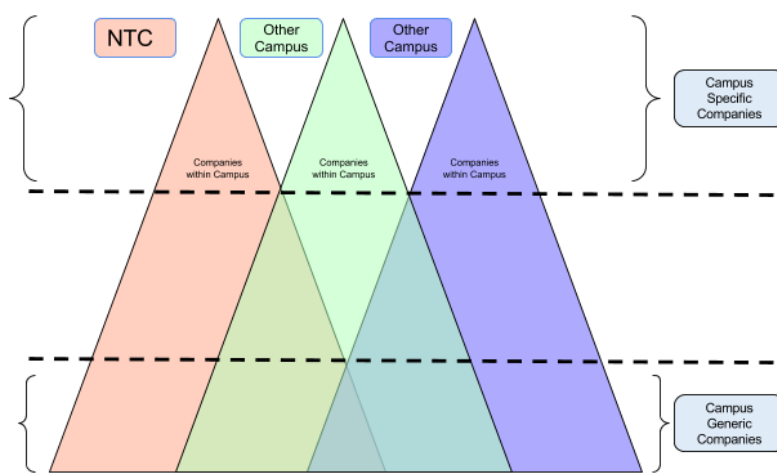 NTC
Other
Campus
Other
Campus
Campus
Specific
Companies
Companies
within Campus
Companies
within Campus
Companies
within Campus
Campus
Generic
Companies